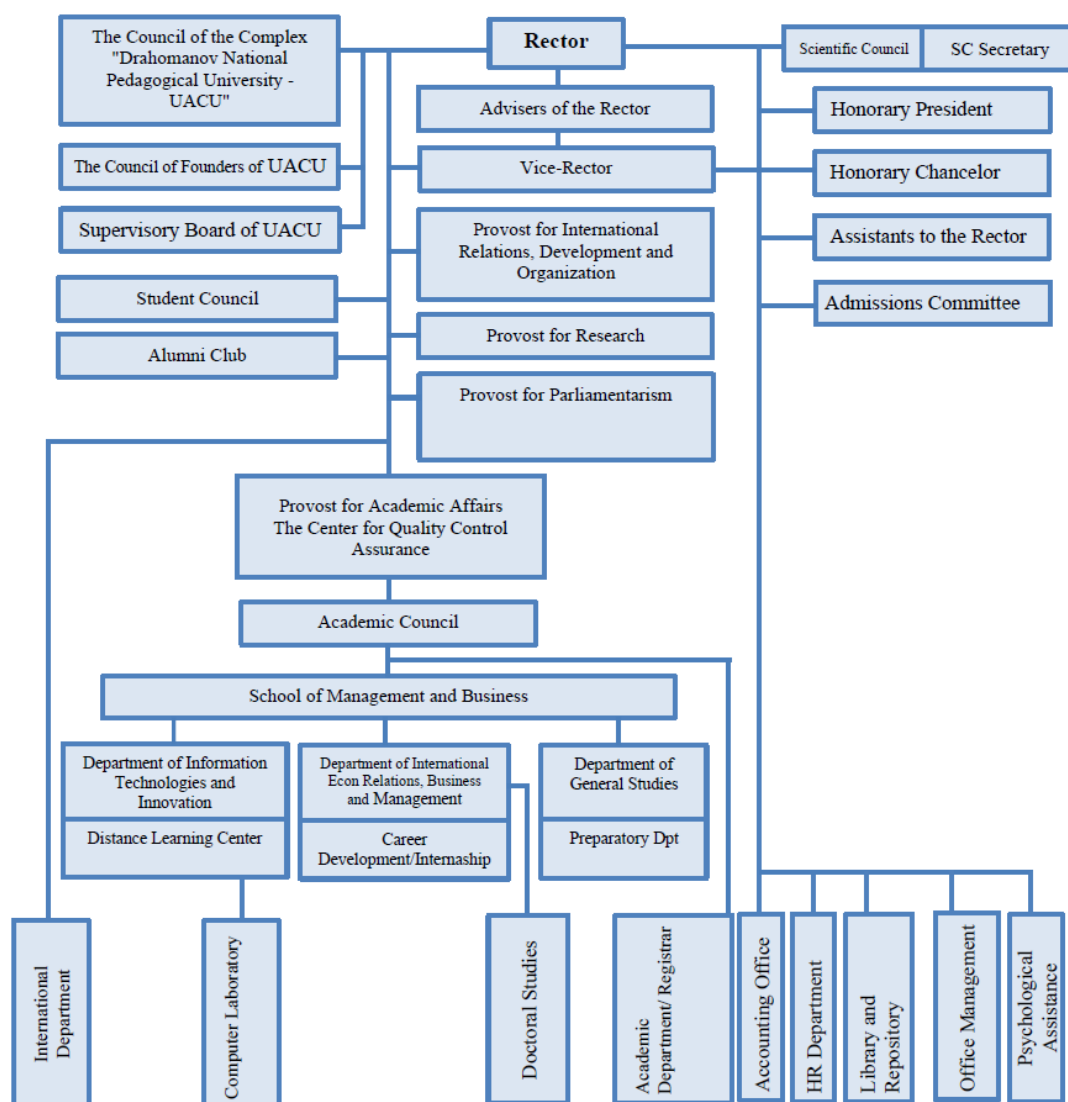 The Council of the Complex
"Drahomanov National
Pedagogical University -
UACU"
Rector
Scientific Council
SC Secretary
Advisers of the Rector
Honorary President
The Council of Founders of UACU
Vice-Rector
Honorary Chancelor
Supervisory Board of UACU
Provost for International
Relations, Development and
Organization
Assistants to the Rector
Student Council
Admissions Committee
Provost for Research
Alumni Club
Provost for Parliamentarism
Provost for Academic Affairs
The Center for Quality Control
Assurance
Academic Council
School of Management and Business
Department of Information
Technologies and
Innovation
Department of International
Econ Relations, Business
and Management
Department of
General Studies
Distance Learning Center
Career
Development/Internaship
Preparatory Dpt
International
Department
Computer Laboratory
Doctoral Studies
Academic
Department/ Registrar
Accounting Office
HR Department
Library and
Repository
Office Management
Psychological
Assistance